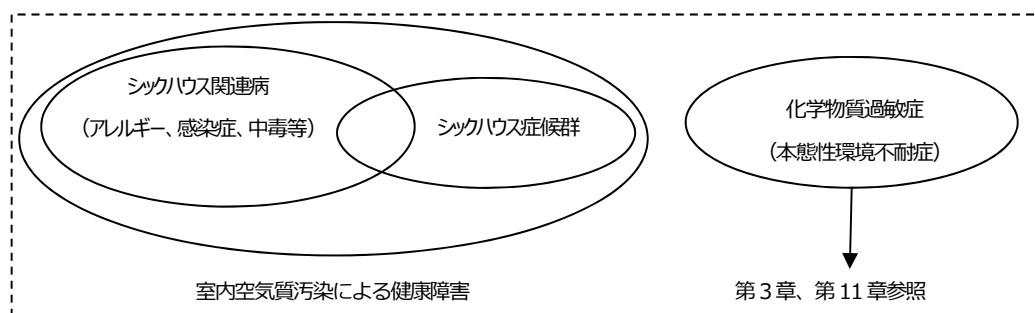 シックハウス関連病
（アレルギー、感染症、中毒等）
シックハウス症候群
化学物質過敏症
（本態性環境不耐症）
室内空気質汚染による健康障害
第３章、第 11 章参照